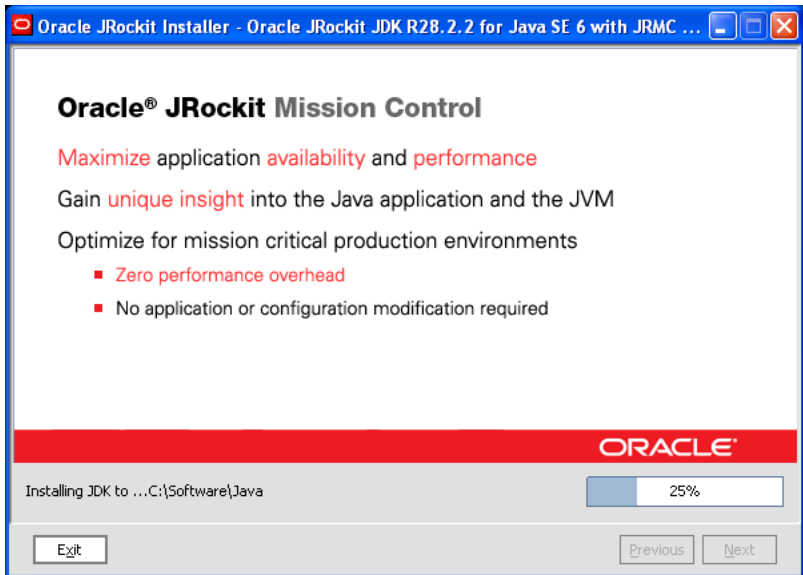 Oracle JRockit Installer - Oracle JRockit JDK R28.2.2 for Java SE 6 with JRMC ...
Oracle® JRockit Mission Control
Maximize application availability and performance
Gain unique insight into the Java application and the JVM
Optimize for mission critical production environments
Zero performance overhead
No application or configuration modification required
ORACLE®
Installing JDK to ...C:\Software\Java
25%
Exit
Previous
Next